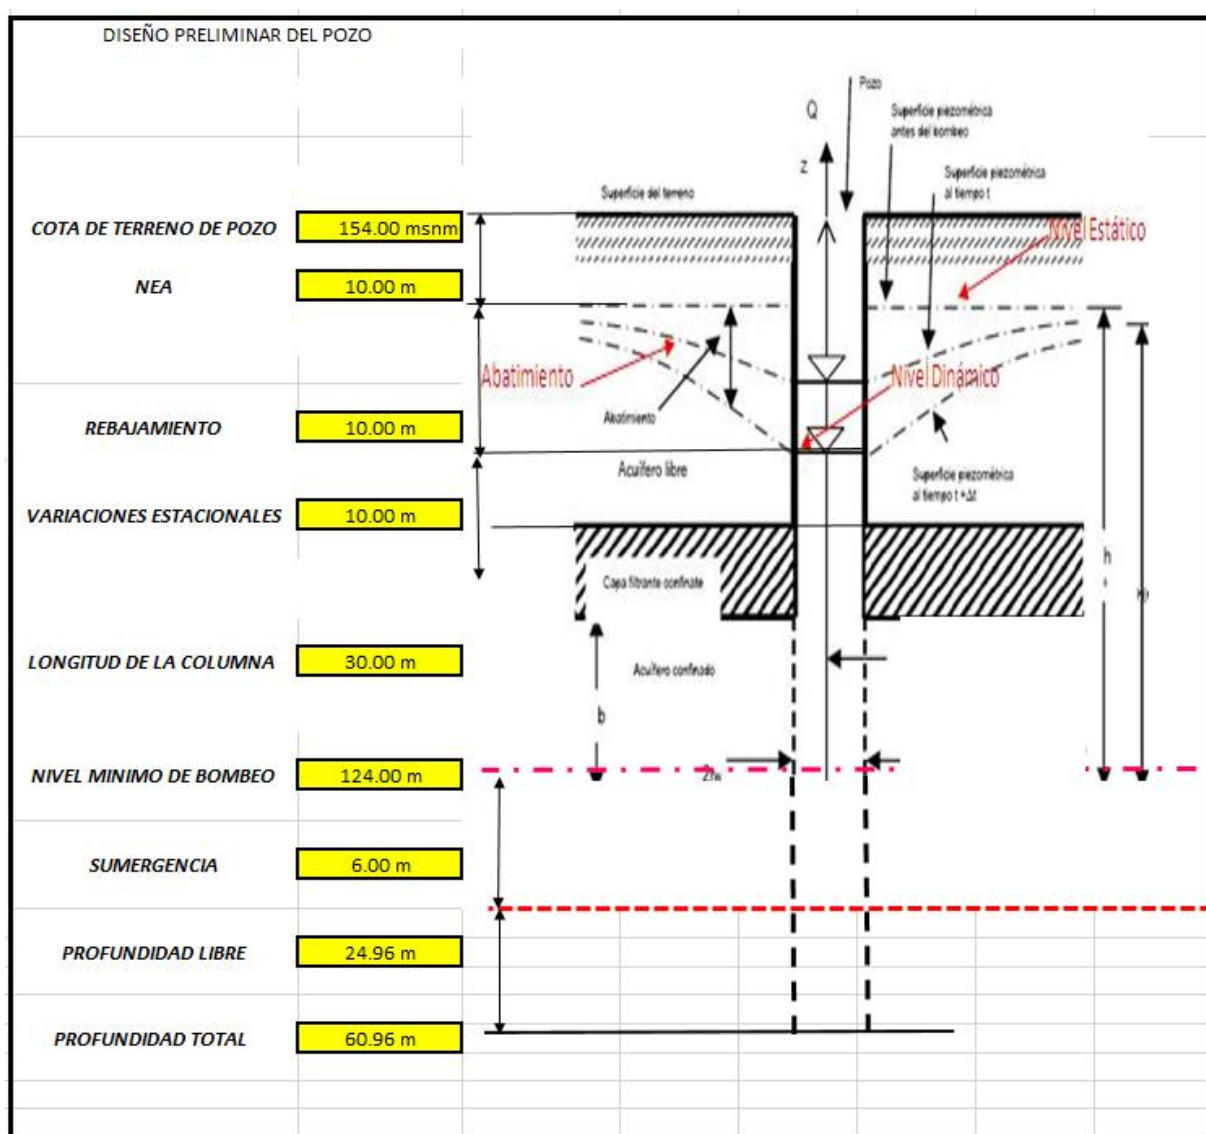 DISEÑO PRELIMINAR DEL POZO
Pozo
Q
Superficie piezométrica
antes del bombeo
z
Superficie piezométrica
al tiempo t
Superficie del terreno
COTA DE TERRENO DE POZO 154.00 msnm
Nivel Estático
NEA 10.00 m
Abatimiento
Nivel Dinámico
Abatimiento
REBAJAMIENTO 10.00 m
Acuífero libre
Superficie piezométrica
al tiempo t +Δt
VARIACIONES ESTACIONALES 10.00 m
h
Capa filtrante confinate
LONGITUD DE LA COLUMNA 30.00 m
Acuífero confinado
b
NIVEL MINIMO DE BOMBEO 124.00 m
SUMERGENCIA 6.00 m
PROFUNDIDAD LIBRE 24.96 m
PROFUNDIDAD TOTAL 60.96 m